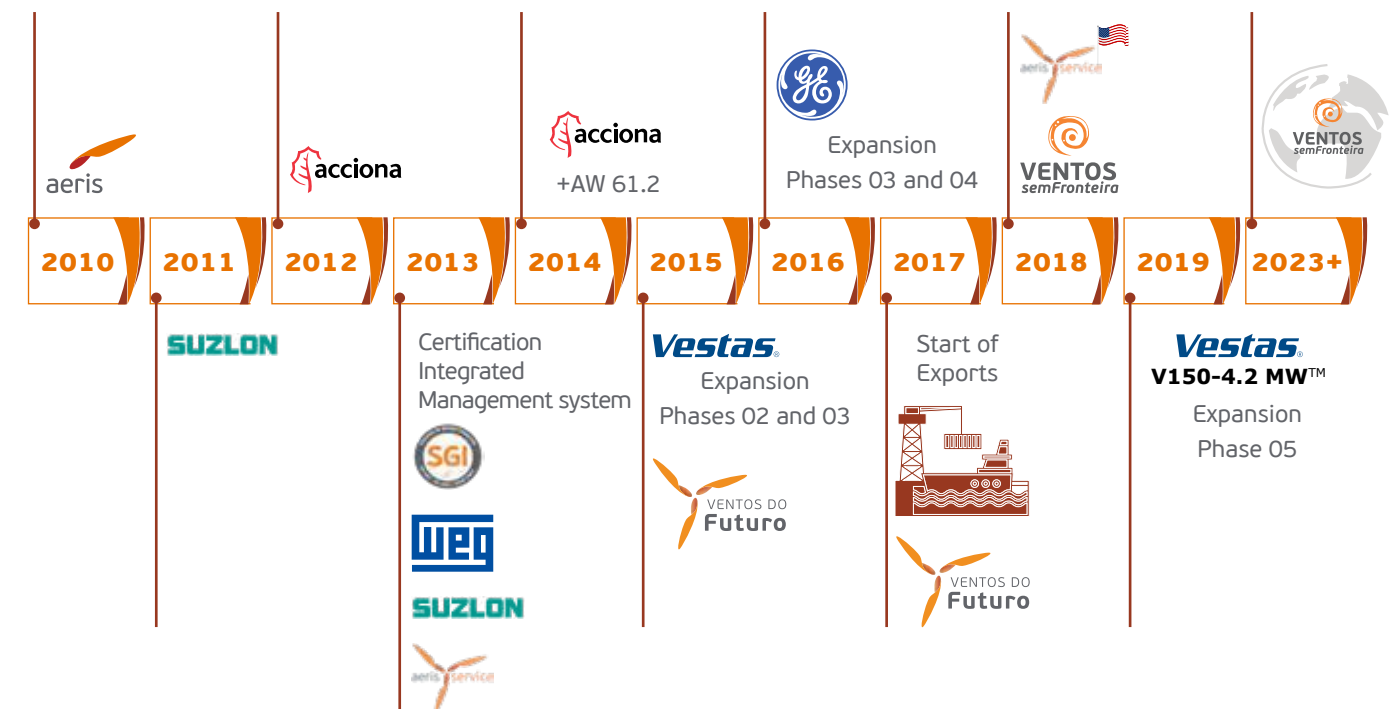 aeris
acciona
acciona
+AW 61.2
GE
Expansion
Phases 03 and 04
aeris service
VENTOS
semFronteira
VENTOS
semFronteira
2010
2011
2012
2013
2014
2015
2016
2017
2018
2019
2023+
SUZLON
Certification
Integrated
Management system
SGI
WEG
SUZLON
aeris service
Vestas®
Expansion
Phases 02 and 03
VENTOS DO
Futuro
Start of
Exports
VENTOS DO
Futuro
Vestas®
V150-4.2 MW™
Expansion
Phase 05